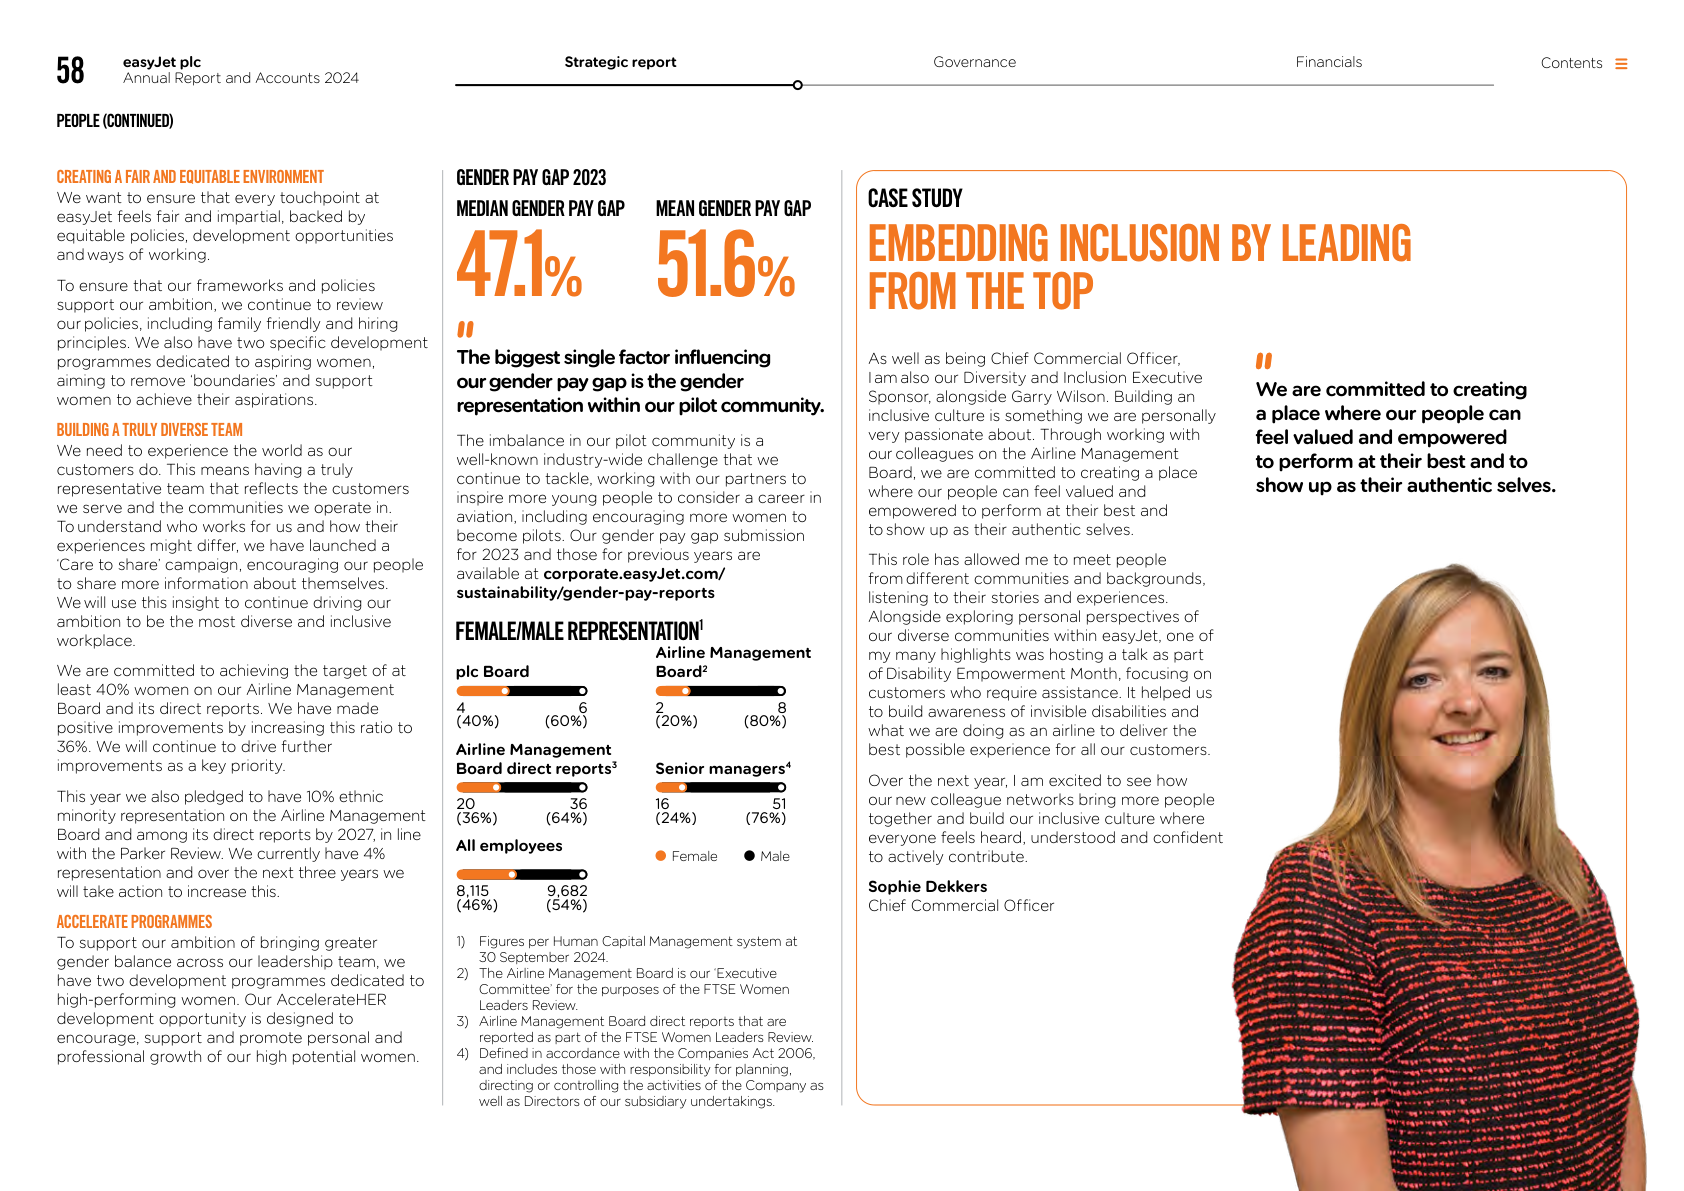 58
easyJet plc
Annual Report and Accounts 2024
Strategic report
Governance
Financials
Contents
PEOPLE (CONTINUED)
CREATING A FAIR AND EQUITABLE ENVIRONMENT
We want to ensure that every touchpoint at
easyJet feels fair and impartial, backed by
equitable policies, development opportunities
and ways of working.
To ensure that our frameworks and policies
support our ambition, we continue to review
our policies, including family friendly and hiring
principles. We also have two specific development
programmes dedicated to aspiring women,
aiming to remove ‘boundaries’ and support
women to achieve their aspirations.
BUILDING A TRULY DIVERSE TEAM
We need to experience the world as our
customers do. This means having a truly
representative team that reflects the customers
we serve and the communities we operate in.
To understand who works for us and how their
experiences might differ, we have launched a
‘Care to share’ campaign, encouraging our people
to share more information about themselves.
We will use this insight to continue driving our
ambition to be the most diverse and inclusive
workplace.
We are committed to achieving the target of at
least 40% women on our Airline Management
Board and its direct reports. We have made
positive improvements by increasing this ratio to
36%. We will continue to drive further
improvements as a key priority.
This year we also pledged to have 10% ethnic
minority representation on the Airline Management
Board and among its direct reports by 2027, in line
with the Parker Review. We currently have 4%
representation and over the next three years we
will take action to increase this.
ACCELERATE PROGRAMMES
To support our ambition of bringing greater
gender balance across our leadership team, we
have two development programmes dedicated to
high-performing women. Our AccelerateHER
development opportunity is designed to
encourage, support and promote personal and
professional growth of our high potential women.
GENDER PAY GAP 2023
MEDIAN GENDER PAY GAP
47.1%
MEAN GENDER PAY GAP
51.6%
"
The biggest single factor influencing
our gender pay gap is the gender
representation within our pilot community.
The imbalance in our pilot community is a
well-known industry-wide challenge that we
continue to tackle, working with our partners to
inspire more young people to consider a career in
aviation, including encouraging more women to
become pilots. Our gender pay gap submission
for 2023 and those for previous years are
available at corporate.easyJet.com/
sustainability/gender-pay-reports
FEMALE/MALE REPRESENTATION1
plc Board
4 6
(40%) (60%)
Airline Management
Board2
2 8
(20%) (80%)
Airline Management
Board direct reports3
20 36
(36%) (64%)
Senior managers4
16 51
(24%) (76%)
All employees
8,115 9,682
(46%) (54%)
Female Male
1) Figures per Human Capital Management system at
30 September 2024.
2) The Airline Management Board is our ‘Executive
Committee’ for the purposes of the FTSE Women
Leaders Review.
3) Airline Management Board direct reports that are
reported as part of the FTSE Women Leaders Review.
4) Defined in accordance with the Companies Act 2006,
and includes those with responsibility for planning,
directing or controlling the activities of the Company as
well as Directors of our subsidiary undertakings.
CASE STUDY
EMBEDDING INCLUSION BY LEADING
FROM THE TOP
As well as being Chief Commercial Officer,
I am also our Diversity and Inclusion Executive
Sponsor, alongside Garry Wilson. Building an
inclusive culture is something we are personally
very passionate about. Through working with
our colleagues on the Airline Management
Board, we are committed to creating a place
where our people can feel valued and
empowered to perform at their best and
to show up as their authentic selves.
This role has allowed me to meet people
from different communities and backgrounds,
listening to their stories and experiences.
Alongside exploring personal perspectives of
our diverse communities within easyJet, one of
my many highlights was hosting a talk as part
of Disability Empowerment Month, focusing on
customers who require assistance. It helped us
to build awareness of invisible disabilities and
what we are doing as an airline to deliver the
best possible experience for all our customers.
Over the next year, I am excited to see how
our new colleague networks bring more people
together and build our inclusive culture where
everyone feels heard, understood and confident
to actively contribute.
Sophie Dekkers
Chief Commercial Officer
"
We are committed to creating
a place where our people can
feel valued and empowered
to perform at their best and to
show up as their authentic selves.